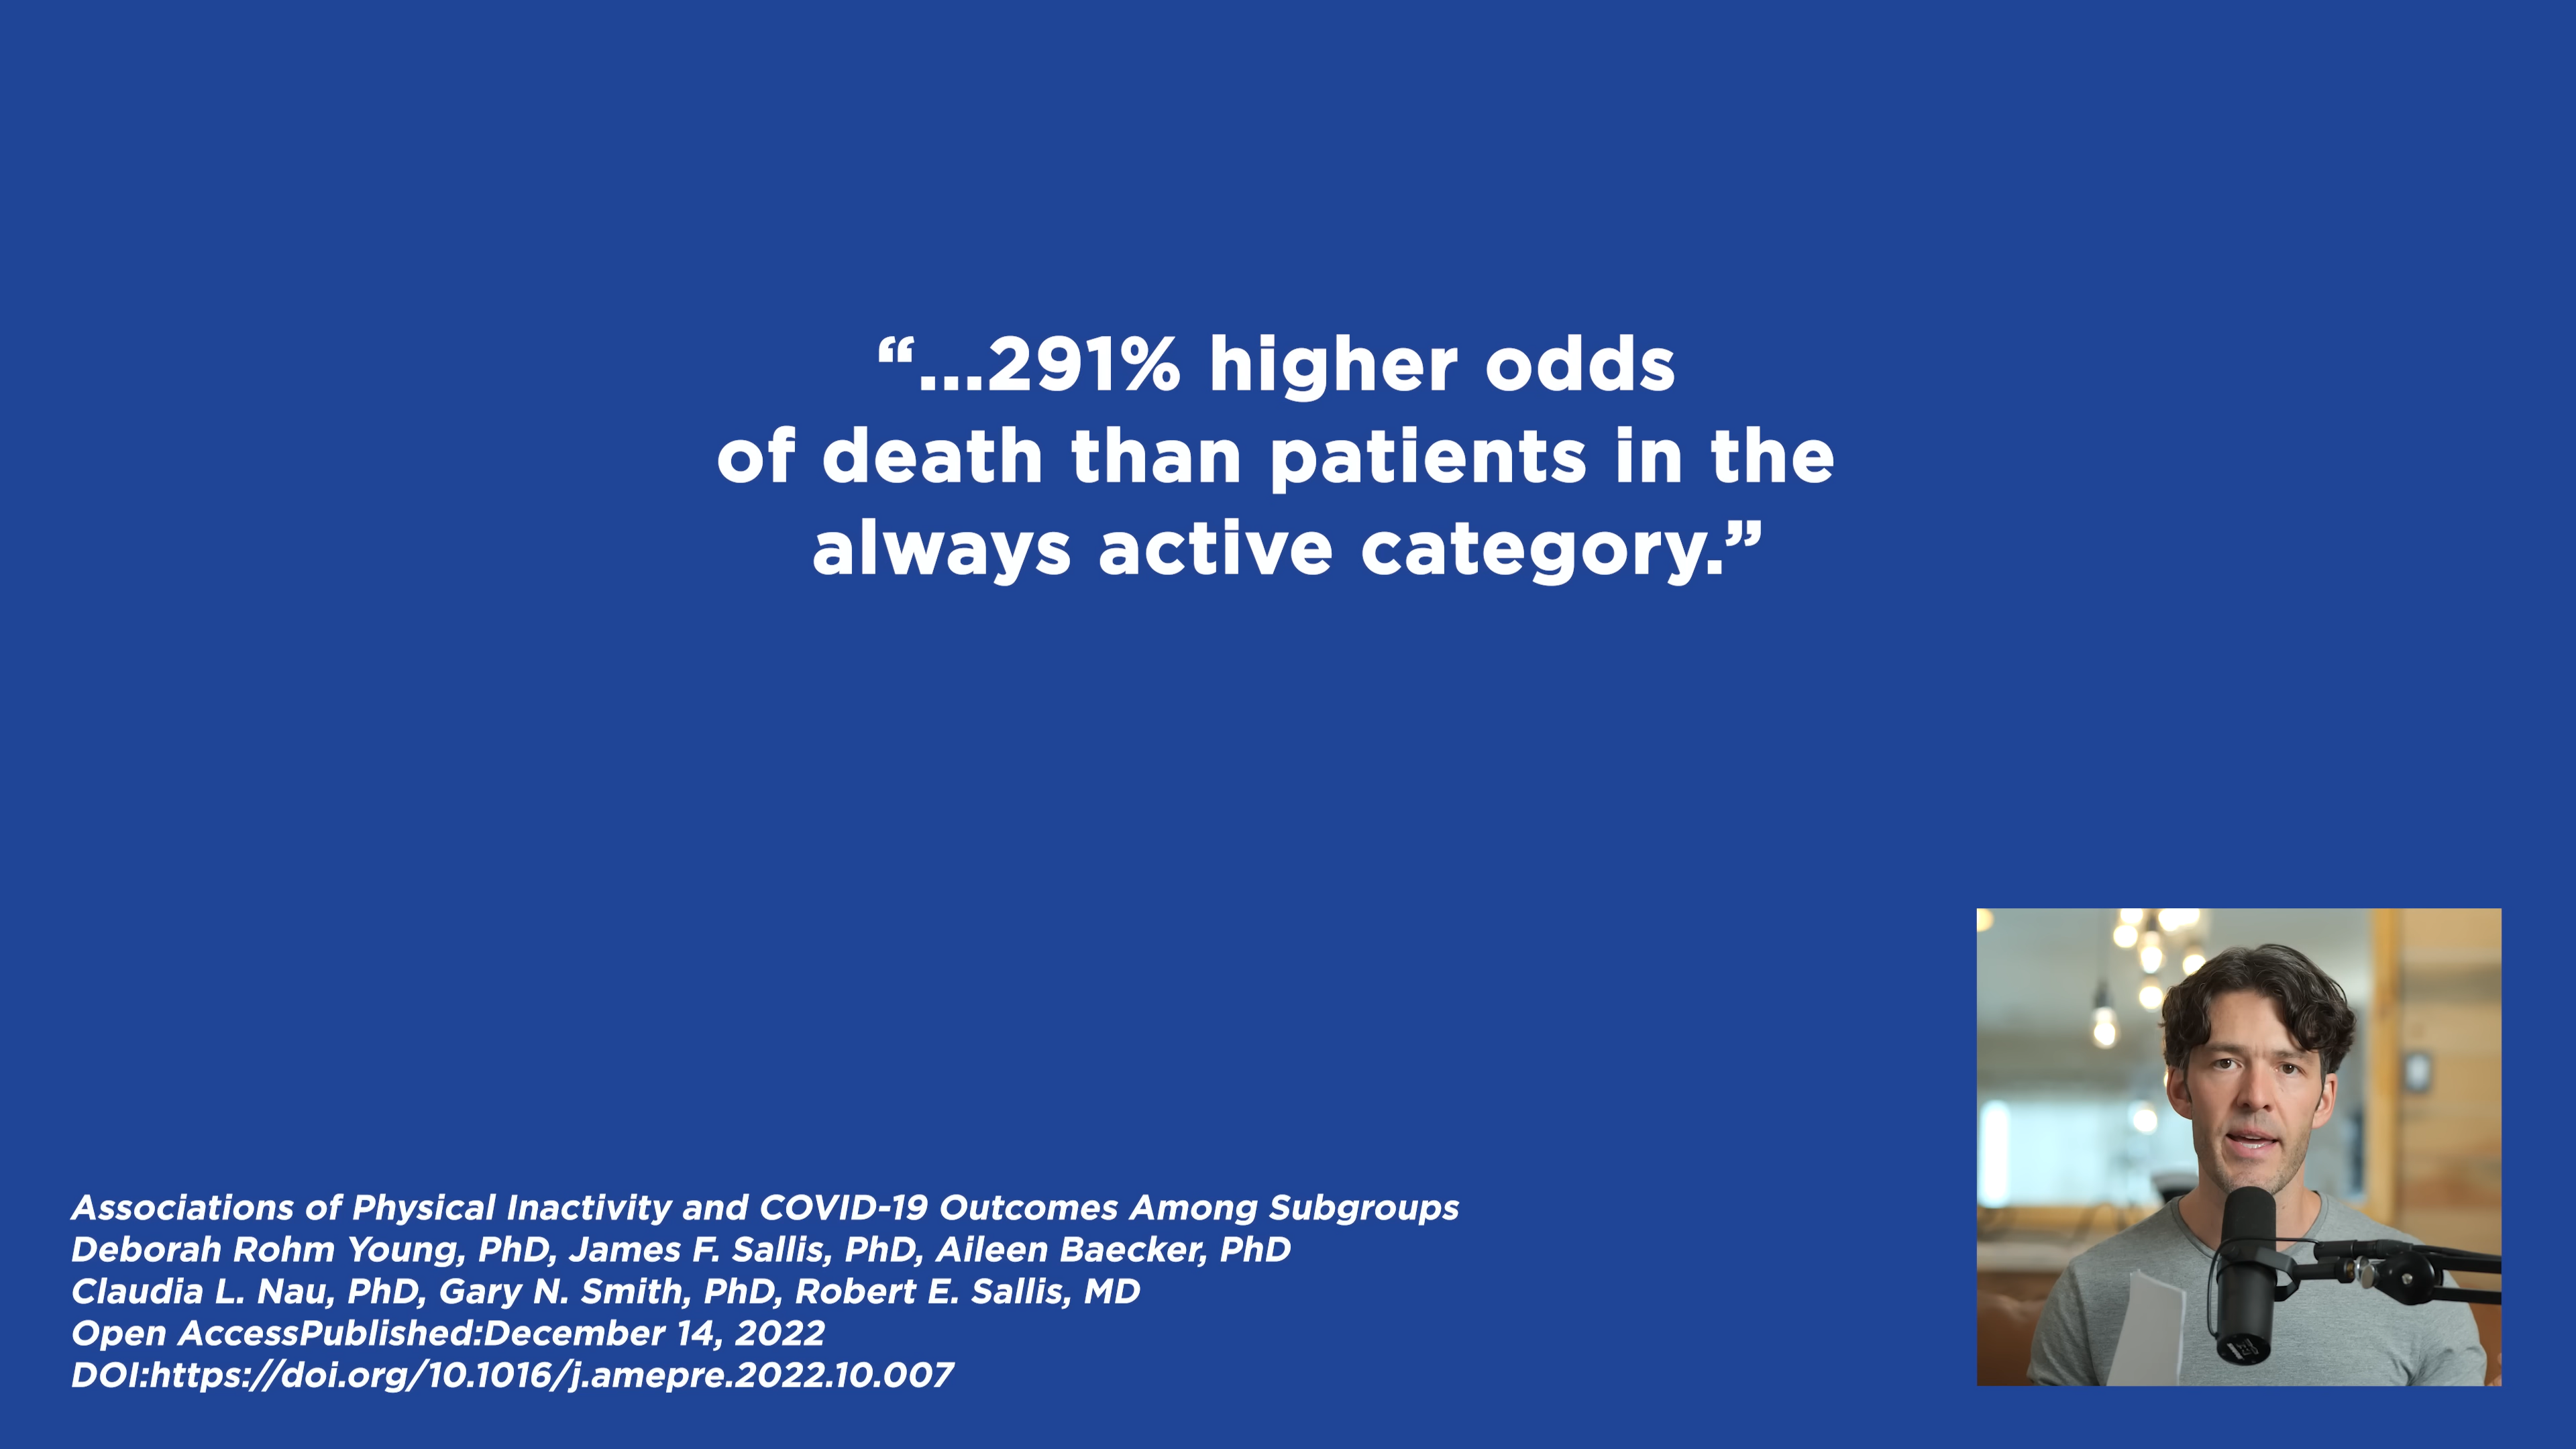 “...291% higher odds
of death than patients in the
always active category.”
Associations of Physical Inactivity and COVID-19 Outcomes Among Subgroups
Deborah Rohm Young, PhD, James F. Sallis, PhD, Aileen Baecker, PhD
Claudia L. Nau, PhD, Gary N. Smith, PhD, Robert E. Sallis, MD
Open AccessPublished:December 14, 2022
DOI:https://doi.org/10.1016/j.amepre.2022.10.007